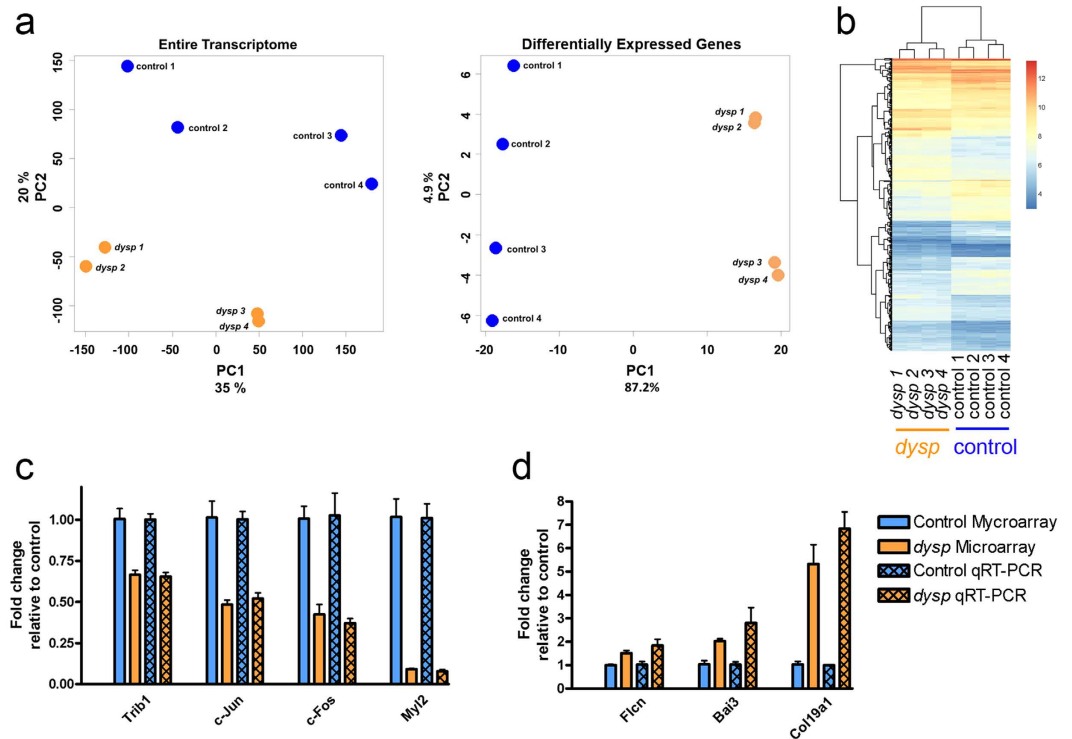 a
Entire Transcriptome
150
100
50
0
-50
-100
20 %
PC2
control 1
control 2
control 3
control 4
dysp 1
dysp 2
dysp 3
dysp 4
-150 -100 -50 0 50 100 150
PC1
35 %
Differentially Expressed Genes
6
4
2
0
-2
-4
-6
4.9 %
PC2
control 1
dysp 1
dysp 2
control 2
control 3
dysp 3
dysp 4
control 4
-20 -10 0 10 20
PC1
87.2%
b
12
10
8
6
4
dysp 1
dysp 2
dysp 3
dysp 4
control 1
control 2
control 3
control 4
dysp control
c
Fold change
relative to control
1.00
0.75
0.50
0.25
0.00
Trib1
c-Jun
c-Fos
Myl2
d
Fold change
relative to control
8
7
6
5
4
3
2
1
0
Flcn
Bai3
Col19a1
Control Mycroarray
dysp Microarray
Control qRT-PCR
dysp qRT-PCR